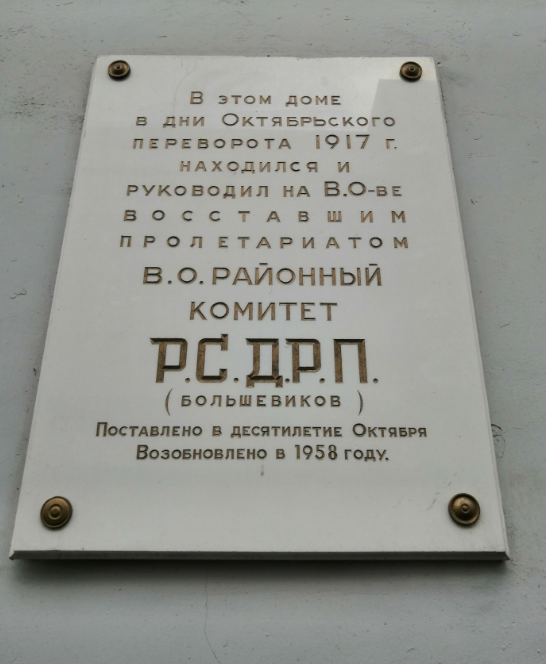 В этом доме
в дни Октябрьского
переворота 1917 г.
находился и
руководил на В.О-ве
восставшим
пролетариатом
В.О. районный
комитет
Р.С.Д.Р.П.
(большевиков)
Поставлено в десятилетие Октября
Возобновлено в 1958 году.